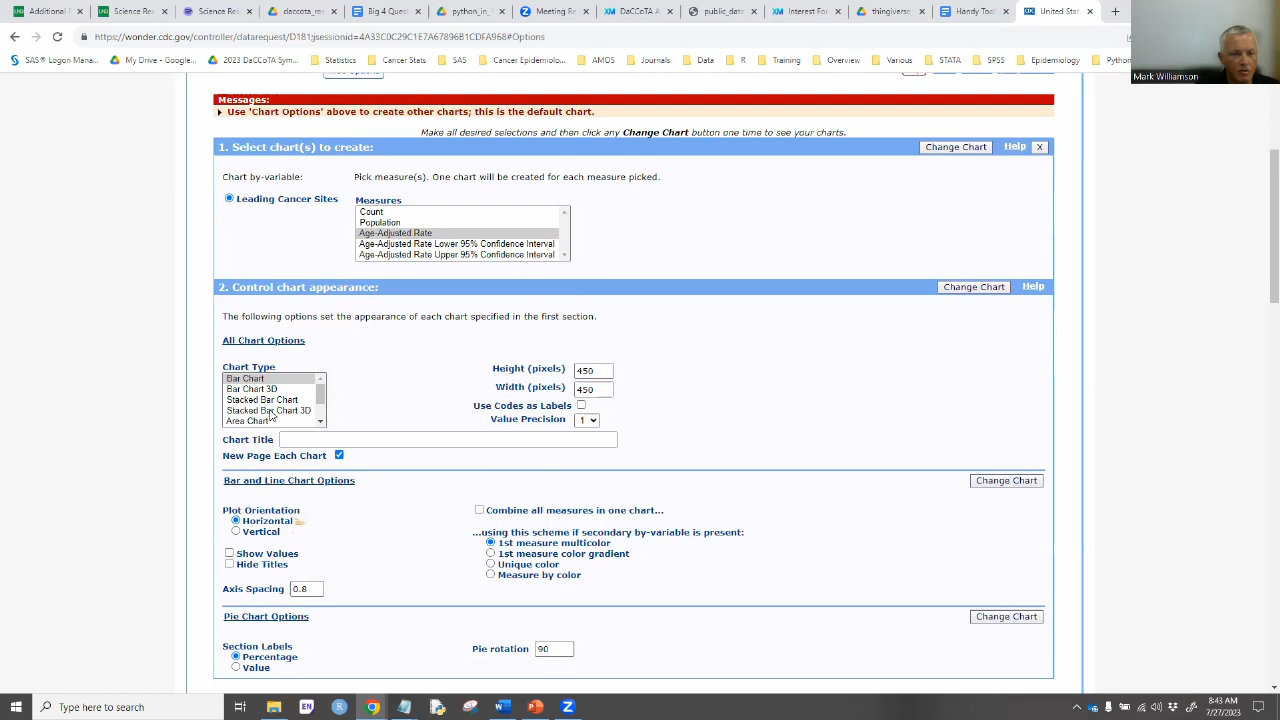 Additional
Science Res
Science Res
daccota_res
Big 4 Quest
python_in_
Meeting Re
DaCCoTA A
public_date
Interest For
thingiverse
Handy Tool
United Stat
https://wonder.cdc.gov/controller/datarequest/D181;jsessionid=4A33C0C29C1E7A67896B1CDFA968#Options
SAS® Logon Mana...
My Drive - Googl...
2023 DaCCoTA Sym...
Statistics
Cancer Stats
SAS
Cancer Epidemiolo...
AMOS
Journals
Data
R
Training
Overview
Various
STATA
SPSS
Epidemiology
Python
Mark Williamson
Messages:
Use 'Chart Options' above to create other charts; this is the default chart.
Make all desired selections and then click any Change Chart button one time to see your charts.
1. Select chart(s) to create:
Change Chart
Help
X
Chart by-variable:
Pick measure(s). One chart will be created for each measure picked.
Leading Cancer Sites
Measures
Count
Population
Age-Adjusted Rate
Age-Adjusted Rate Lower 95% Confidence Interval
Age-Adjusted Rate Upper 95% Confidence Interval
2. Control chart appearance:
Change Chart
Help
The following options set the appearance of each chart specified in the first section.
All Chart Options
Chart Type
Bar Chart
Bar Chart 3D
Stacked Bar Chart
Stacked Bar Chart 3D
Area Chart
Height (pixels) 450
Width (pixels) 450
Use Codes as Labels
Value Precision 1
Chart Title
New Page Each Chart
Bar and Line Chart Options
Change Chart
Plot Orientation
Horizontal
Vertical
Show Values
Hide Titles
Axis Spacing 0.8
Combine all measures in one chart...
...using this scheme if secondary by-variable is present:
1st measure multicolor
1st measure color gradient
Unique color
Measure by color
Pie Chart Options
Change Chart
Section Labels
Percentage
Value
Pie rotation 90
Type here to search
8:43 AM
7/27/2023